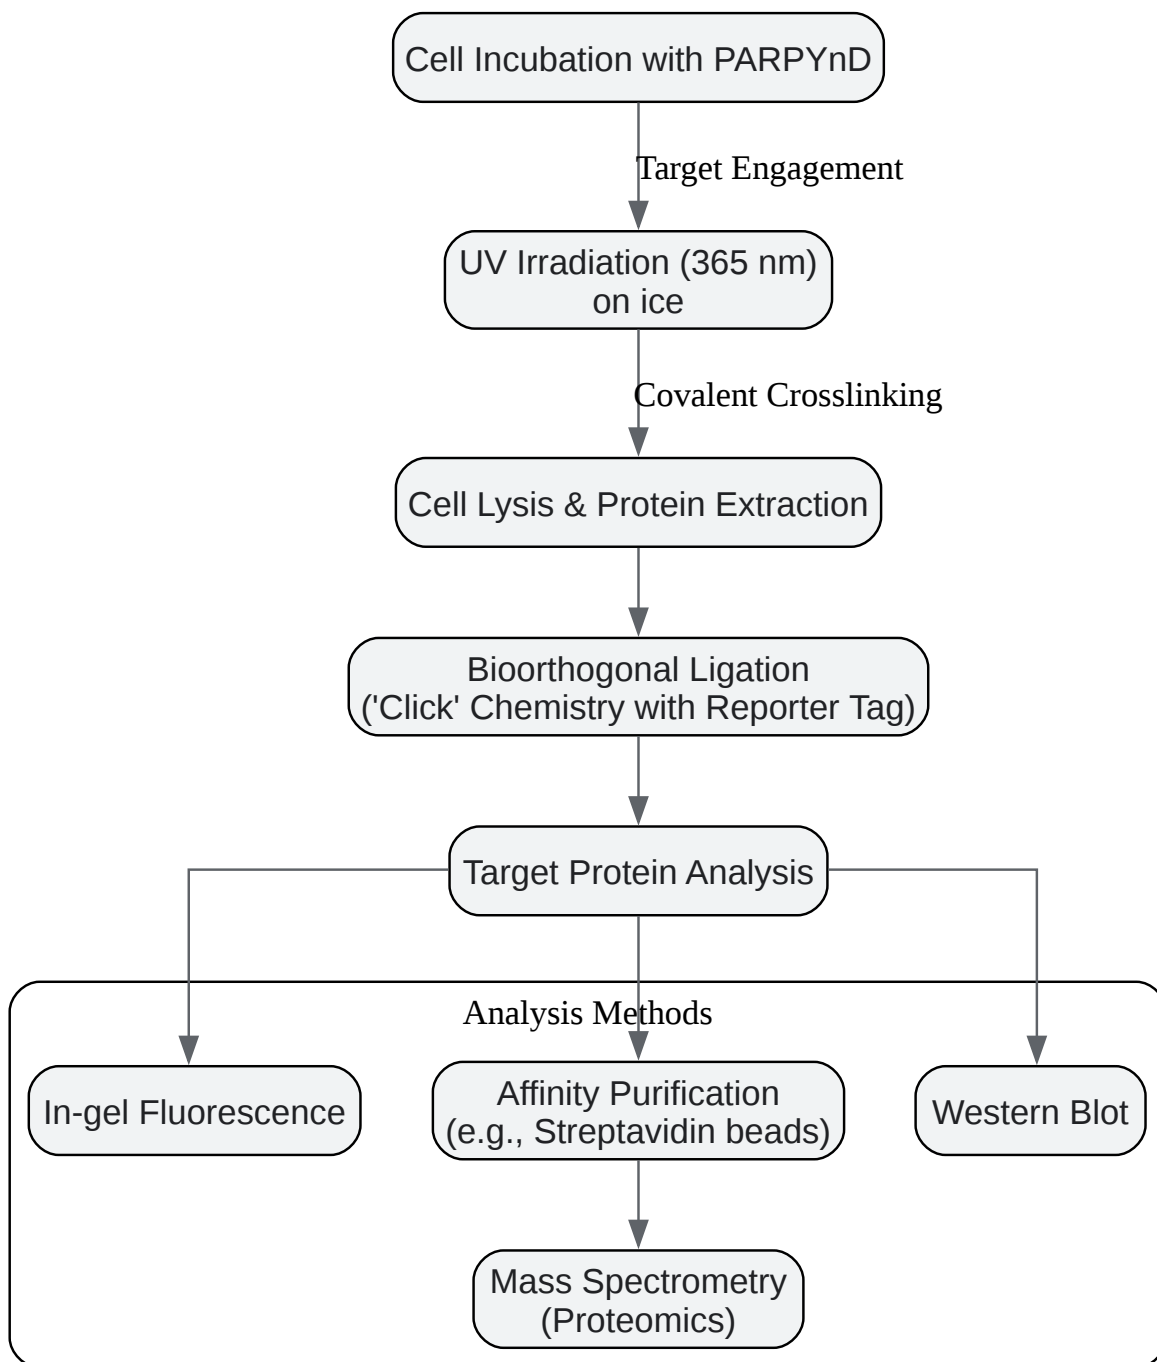 Cell Incubation with PARPYnD
Target Engagement
UV Irradiation (365 nm)
on ice
Covalent Crosslinking
Cell Lysis & Protein Extraction
Bioorthogonal Ligation
('Click' Chemistry with Reporter Tag)
Target Protein Analysis
Analysis Methods
In-gel Fluorescence
Affinity Purification
(e.g., Streptavidin beads)
Western Blot
Mass Spectrometry
(Proteomics)